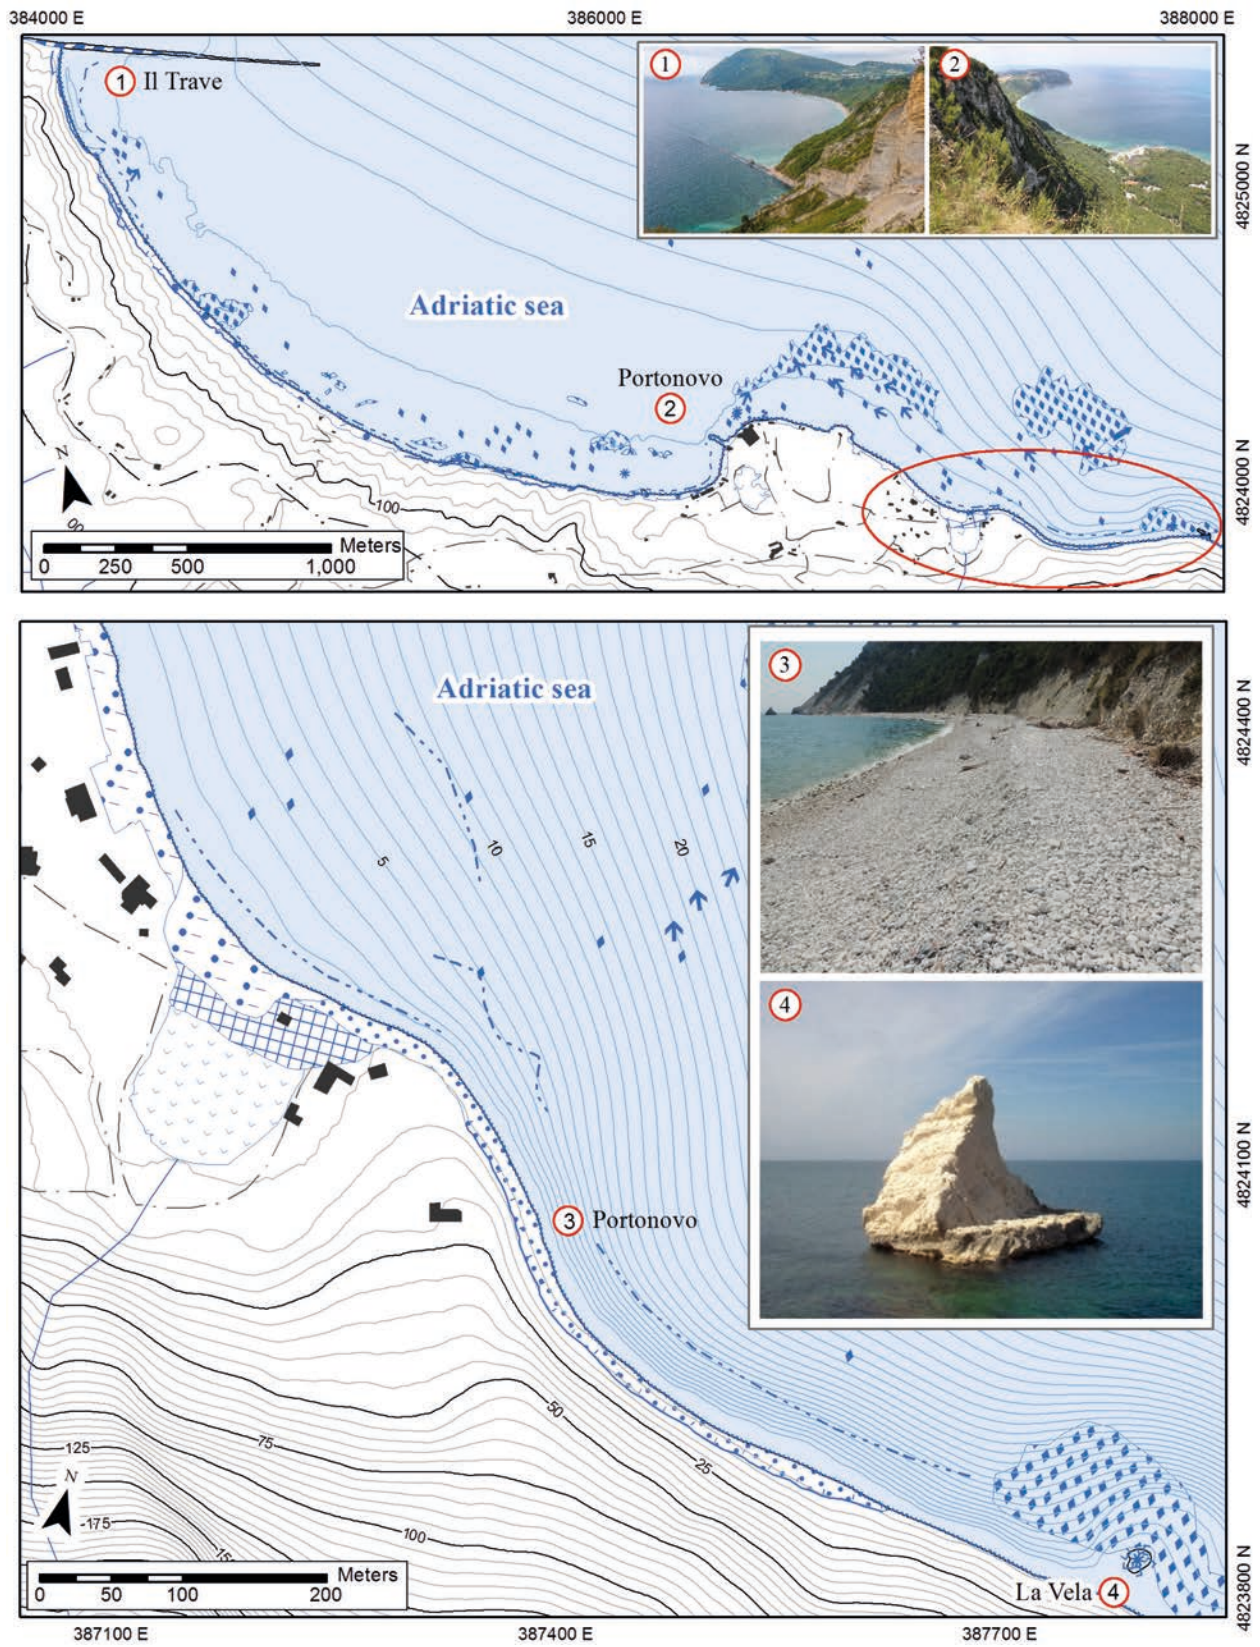 384000 E
386000 E
388000 E
1 Il Trave
1
2
4825000 N
Adriatic sea
Portonovo
2
4824000 N
N
100
Meters
0 250 500 1,000
Adriatic sea
3
4824400 N
5
10
15
20
4
4824100 N
3 Portonovo
50
75
25
125
N
175
100
Meters
0 50 100 200
La Vela 4
4823800 N
387100 E
387400 E
387700 E